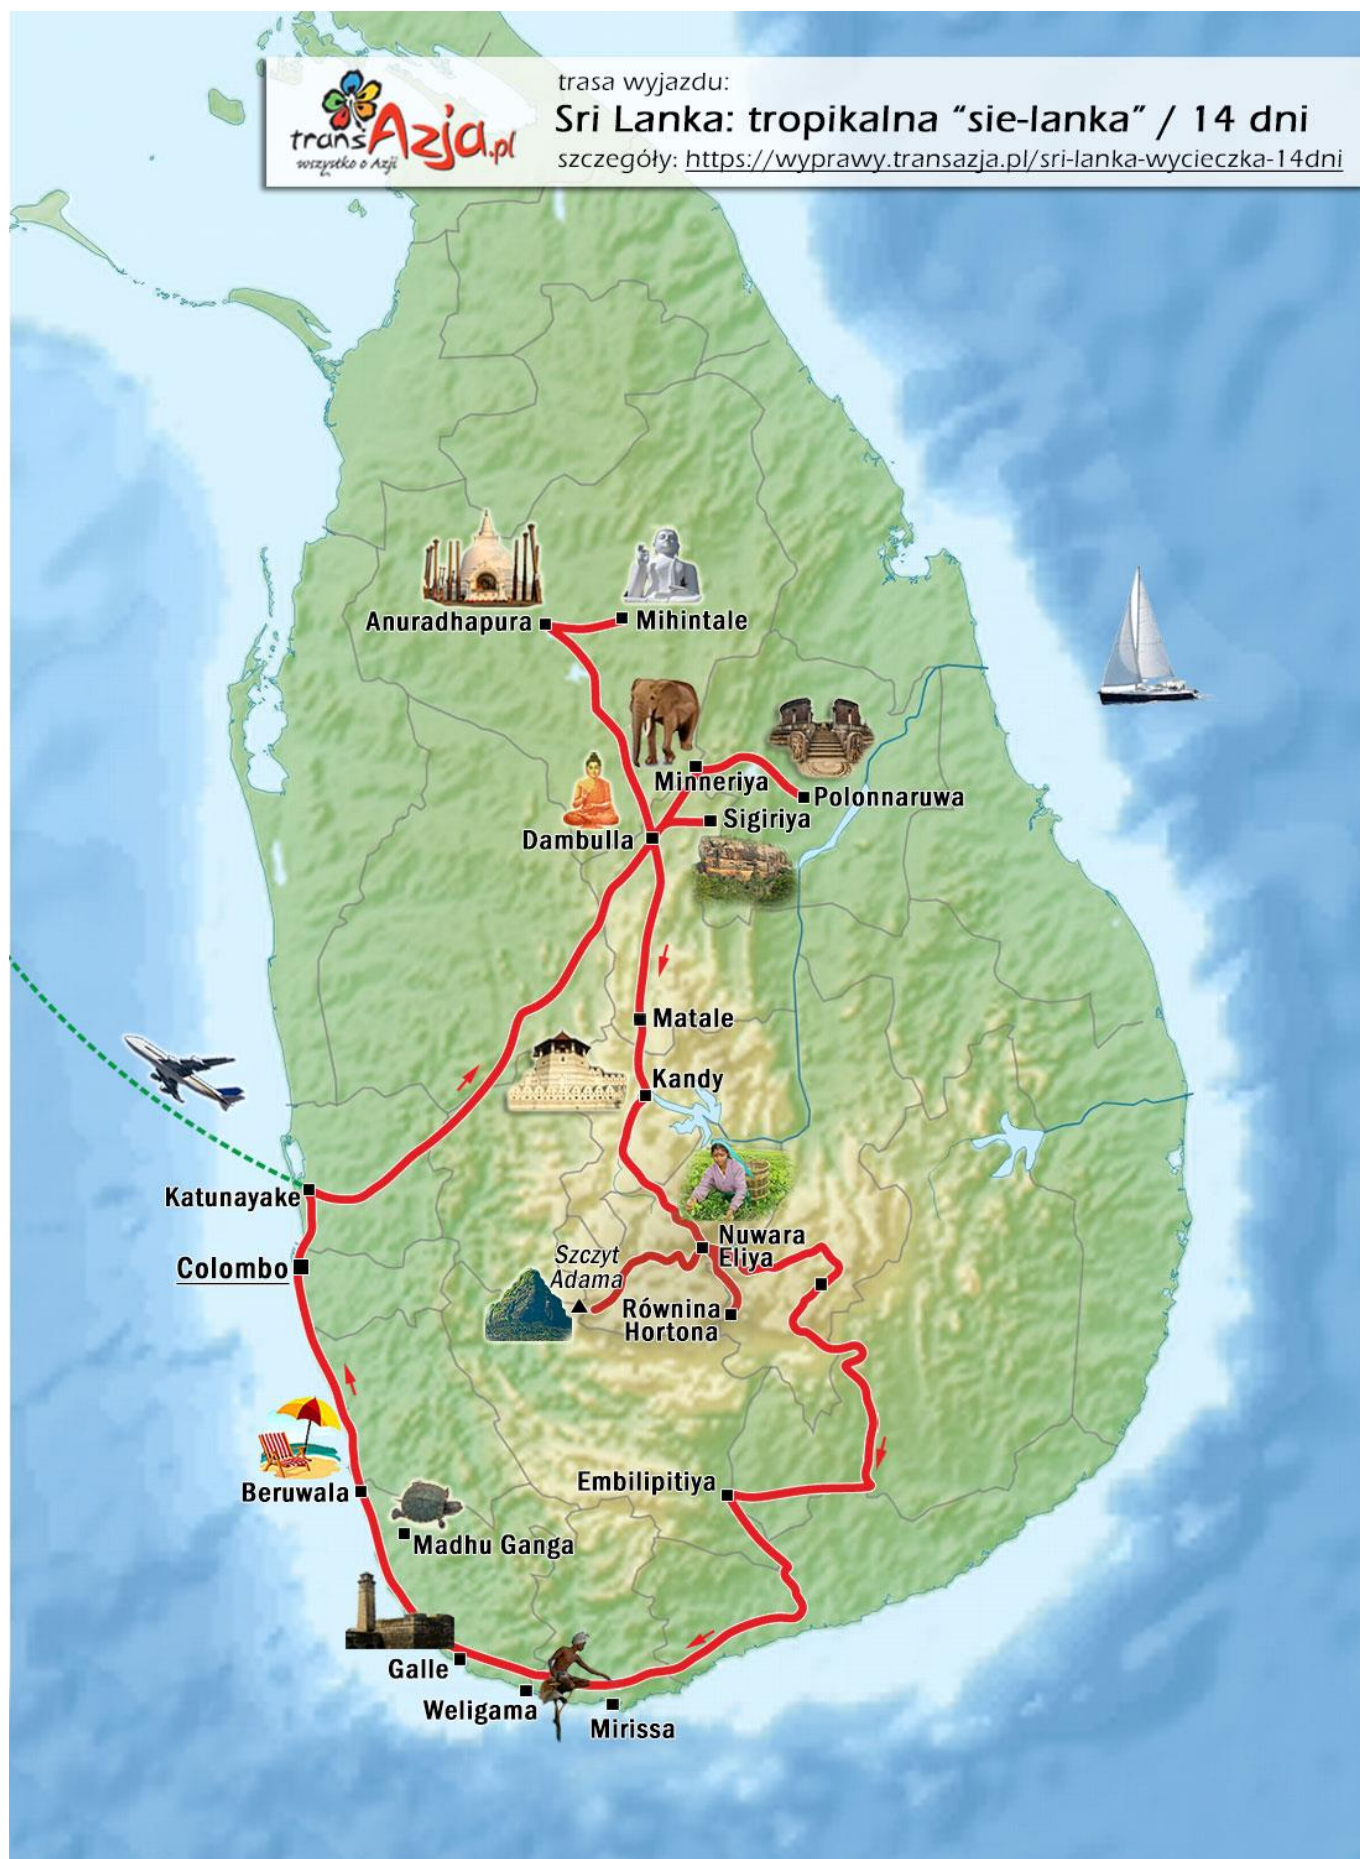 trasa wyjazdu:
transAzja.pl
wszystko o Azji
Sri Lanka: tropikalna “sie-lanka” / 14 dni
szczegóły: https://wyprawy.transazja.pl/sri-lanka-wycieczka-14dni
Anuradhapura
Mihintale
Minneriya
Polonnaruwa
Sigiriya
Dambulla
Matale
Kandy
Katunayake
Colombo
Nuwara
Eliya
Szczyt
Adama
Równina
Hortona
Embilipitiya
Beruwala
Madhu Ganga
Galle
Weligama
Mirissa